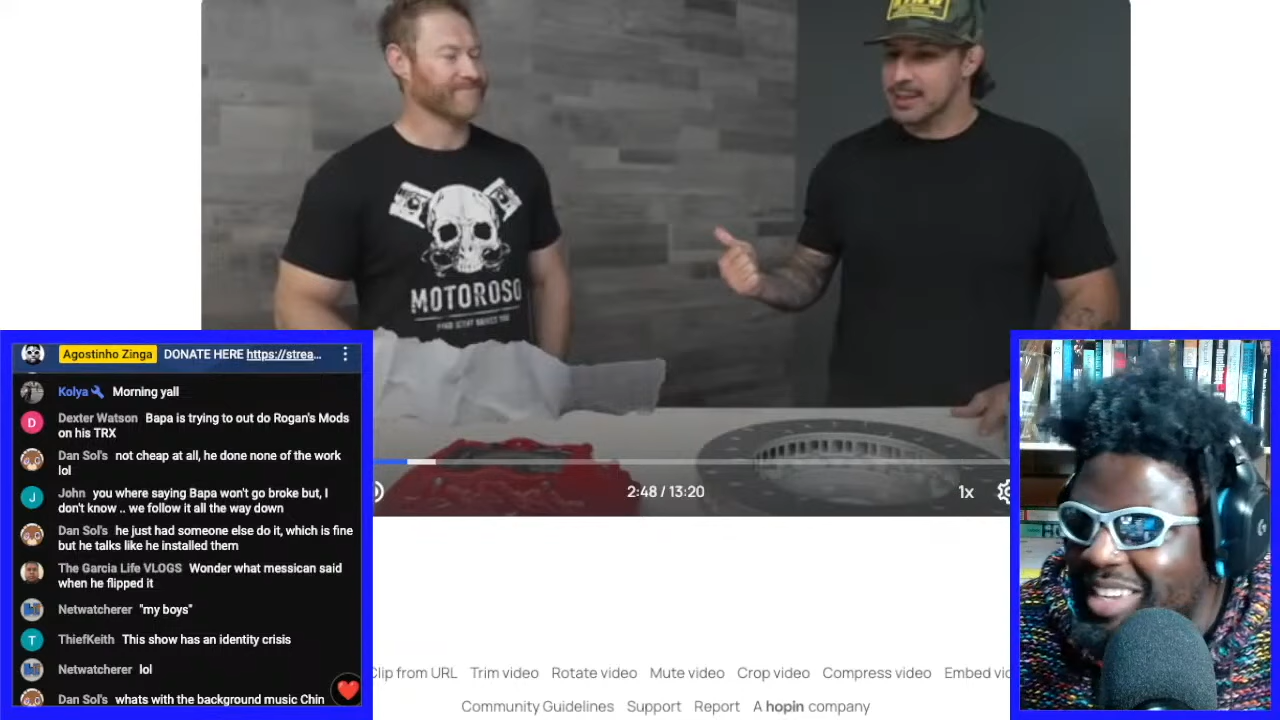 MOTOROSO
Agostinho Zinga DONATE HERE https://strea...
Kolya Morning yall
D Dexter Watson Bapa is trying to out do Rogan's Mods
on his TRX
Dan Sol's not cheap at all, he done none of the work
lol
J John you where saying Bapa won't go broke but, I
don't know .. we follow it all the way down
Dan Sol's he just had someone else do it, which is fine
but he talks like he installed them
The Garcia Life VLOGS Wonder what messican said
when he flipped it
Netwatcherer "my boys"
T ThiefKeith This show has an identity crisis
Netwatcherer lol
Dan Sol's whats with the background music Chin
2:48 / 13:20
1x
Clip from URL Trim video Rotate video Mute video Crop video Compress video Embed vid
Community Guidelines Support Report A hopin company